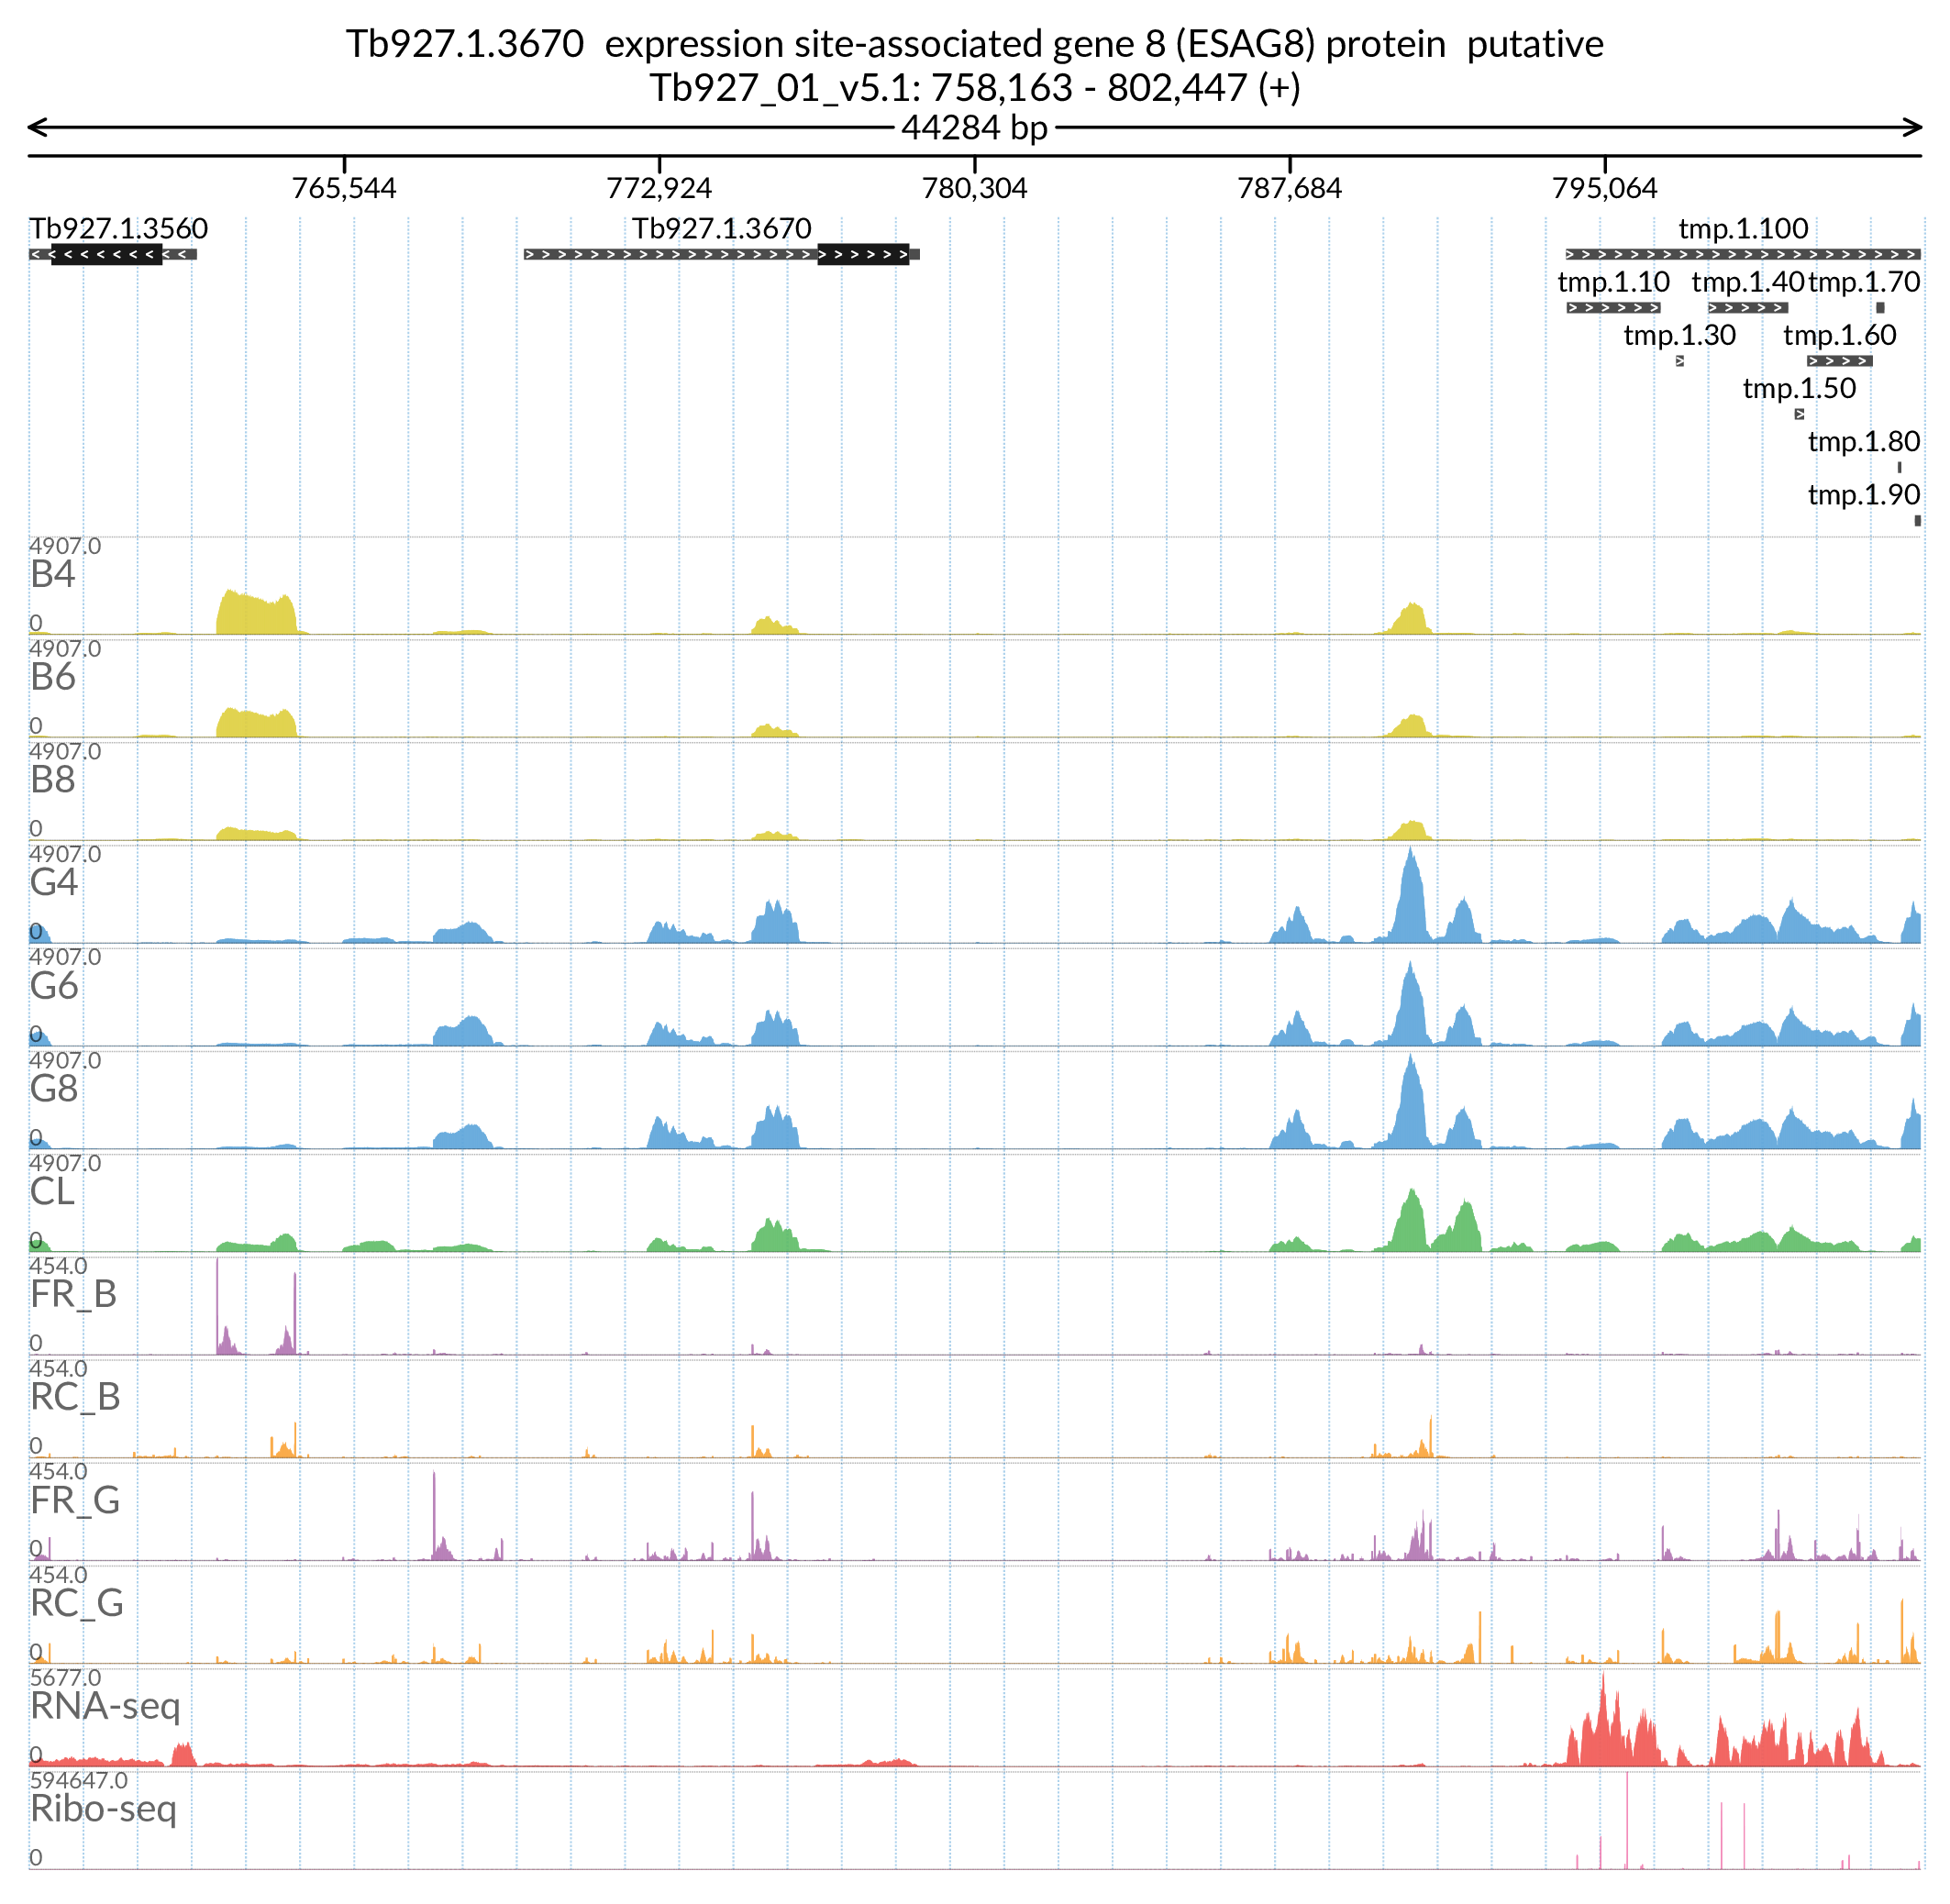 Tb927.1.3670  expression site-associated gene 8 (ESAG8) protein  putative
Tb927_01_v5.1: 758,163 - 802,447 (+)
44284 bp
765,544 772,924 780,304 787,684 795,064
Tb927.1.3560 Tb927.1.3670 tmp.1.100
tmp.1.10 tmp.1.40 tmp.1.70
tmp.1.30 tmp.1.60
tmp.1.50
tmp.1.80
tmp.1.90
4907.0
B4
0
4907.0
B6
0
4907.0
B8
0
4907.0
G4
0
4907.0
G6
0
4907.0
G8
0
4907.0
CL
0
454.0
FR_B
0
454.0
RC_B
0
454.0
FR_G
0
454.0
RC_G
0
5677.0
RNA-seq
0
594647.0
Ribo-seq
0